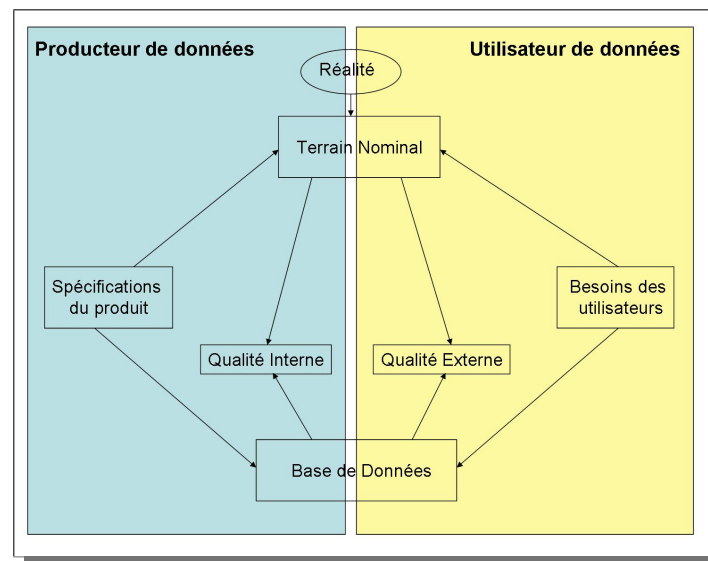 Producteur de données
Utilisateur de données
Réalité
Terrain Nominal
Spécifications
du produit
Besoins des
utilisateurs
Qualité Interne
Qualité Externe
Base de Données